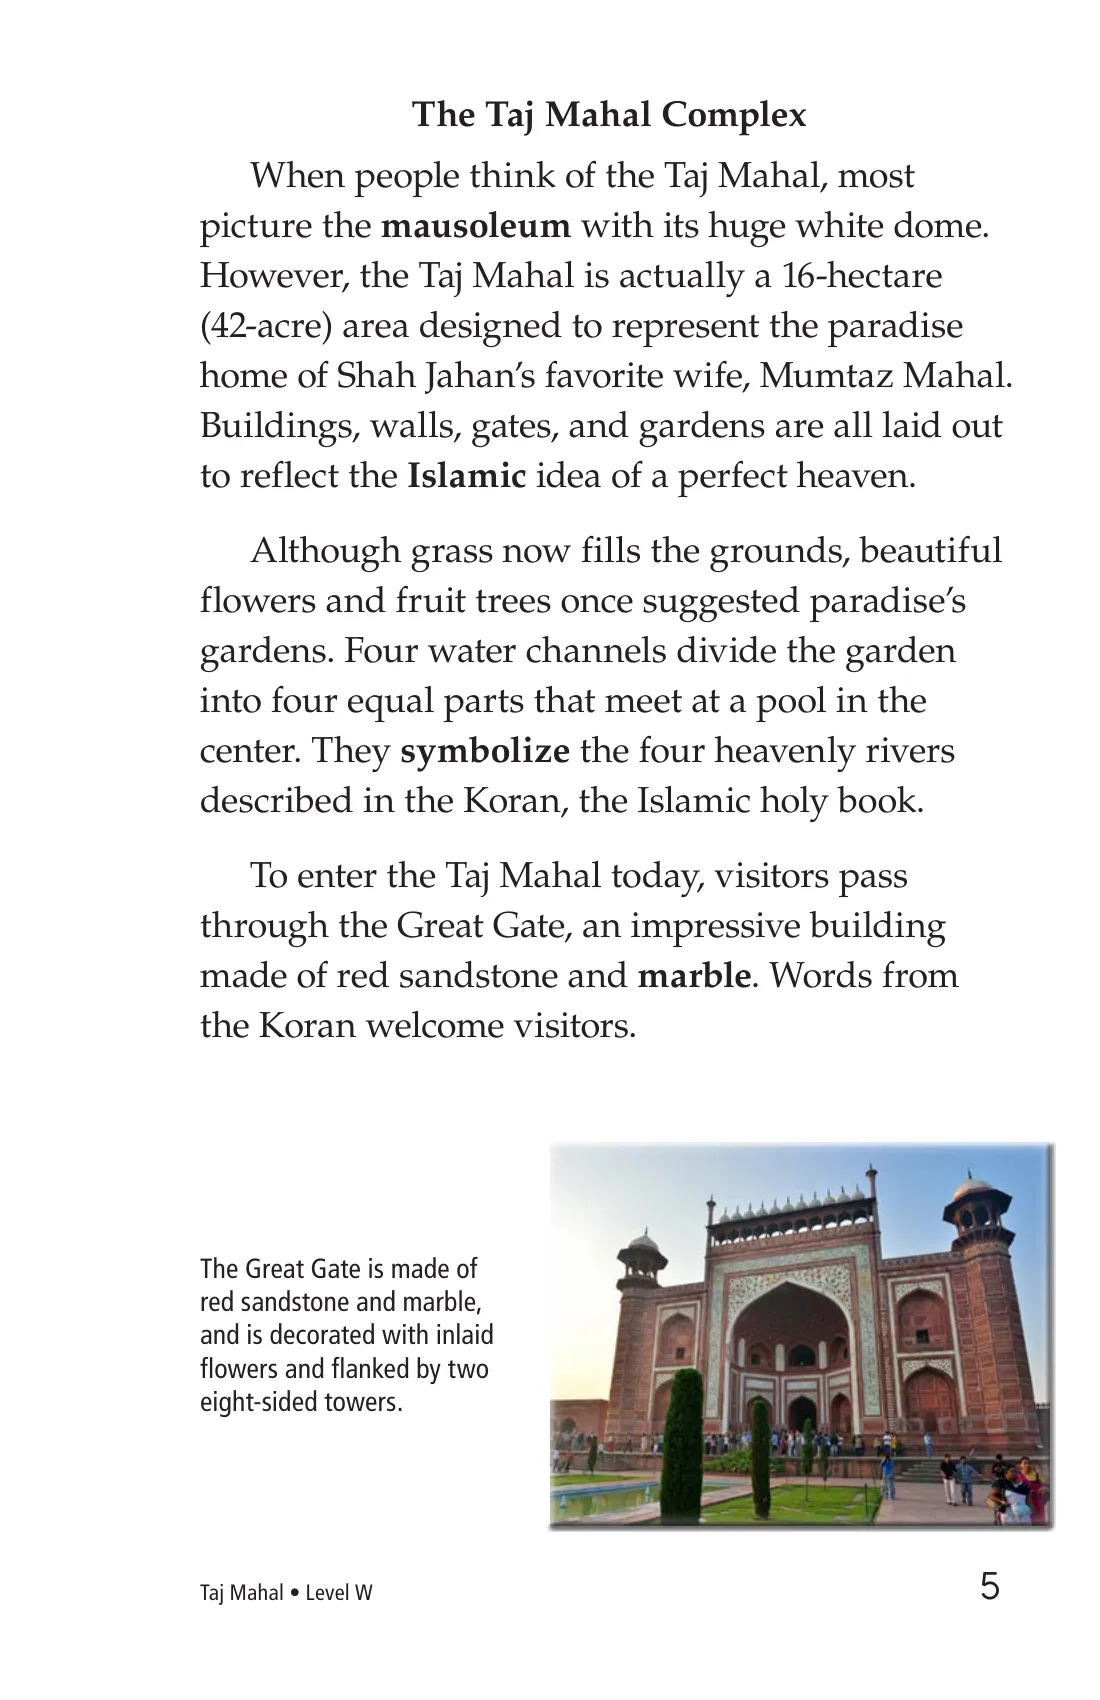 The Taj Mahal Complex
When people think of the Taj Mahal, most
picture the mausoleum with its huge white dome.
However, the Taj Mahal is actually a 16-hectare
(42-acre) area designed to represent the paradise
home of Shah Jahan’s favorite wife, Mumtaz Mahal.
Buildings, walls, gates, and gardens are all laid out
to reflect the Islamic idea of a perfect heaven.
Although grass now fills the grounds, beautiful
flowers and fruit trees once suggested paradise’s
gardens. Four water channels divide the garden
into four equal parts that meet at a pool in the
center. They symbolize the four heavenly rivers
described in the Koran, the Islamic holy book.
To enter the Taj Mahal today, visitors pass
through the Great Gate, an impressive building
made of red sandstone and marble. Words from
the Koran welcome visitors.
The Great Gate is made of
red sandstone and marble,
and is decorated with inlaid
flowers and flanked by two
eight-sided towers.
Taj Mahal • Level W
5